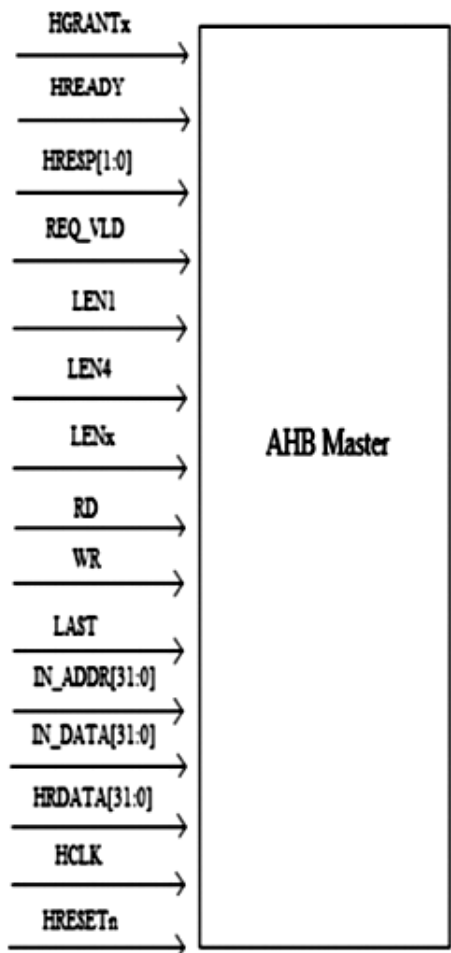 HGRANTx
HREADY
HRESP[1:0]
REQ_VLD
LEN1
LEN4
LENx
AHB Master
RD
WR
LAST
IN_ADDR[31:0]
IN_DATA[31:0]
HRDATA[31:0]
HCLK
HRESETn